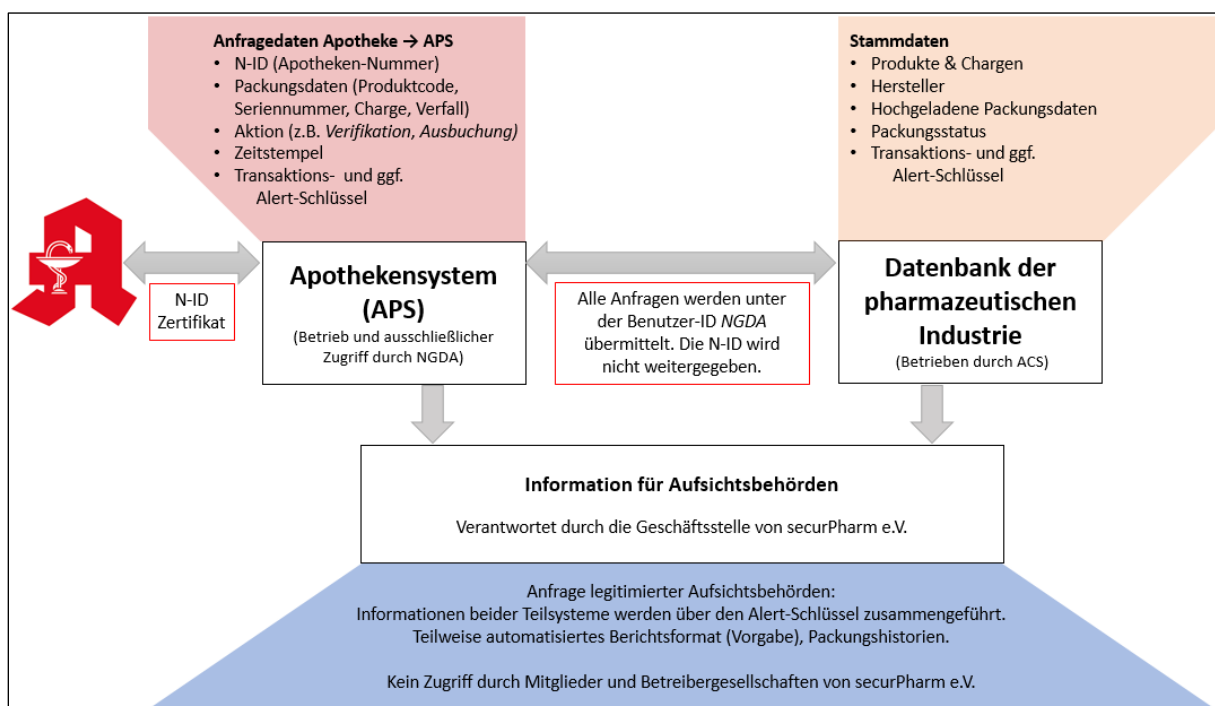 Anfragedaten Apotheke → APS
• N-ID (Apotheken-Nummer)
• Packungsdaten (Produktcode,
Seriennummer, Charge, Verfall)
• Aktion (z.B. Verifikation, Ausbuchung)
• Zeitstempel
• Transaktions- und ggf.
Alert-Schlüssel
Stammdaten
• Produkte & Chargen
• Hersteller
• Hochgeladene Packungsdaten
• Packungsstatus
• Transaktions- und ggf.
Alert-Schlüssel
N-ID
Zertifikat
Apothekensystem
(APS)
(Betrieb und ausschließlicher
Zugriff durch NGDA)
Alle Anfragen werden unter
der Benutzer-ID NGDA
übermittelt. Die N-ID wird
nicht weitergegeben.
Datenbank der
pharmazeutischen
Industrie
(Betrieben durch ACS)
Information für Aufsichtsbehörden
Verantwortet durch die Geschäftsstelle von securPharm e.V.
Anfrage legitimierter Aufsichtsbehörden:
Informationen beider Teilsysteme werden über den Alert-Schlüssel zusammengeführt.
Teilweise automatisiertes Berichtsformat (Vorgabe), Packungshistorien.
Kein Zugriff durch Mitglieder und Betreibergesellschaften von securPharm e.V.